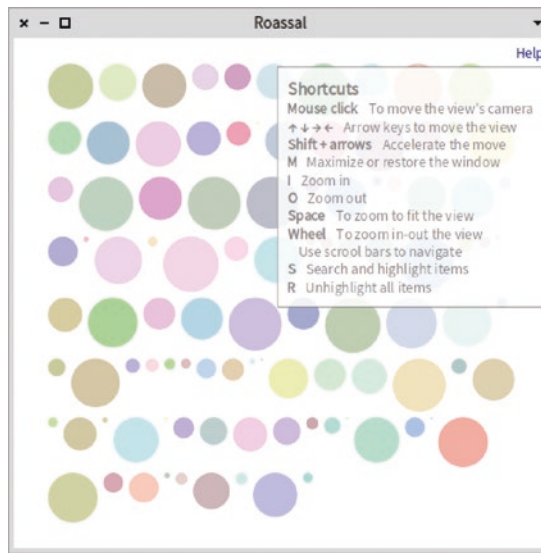 Roassal
Help
Shortcuts
Mouse click To move the view's camera
↑ ↓ → ← Arrow keys to move the view
Shift + arrows Accelerate the move
M Maximize or restore the window
I Zoom in
O Zoom out
Space To zoom to fit the view
Wheel To zoom in-out the view
Use scrool bars to navigate
S Search and highlight items
R Unhighlight all items